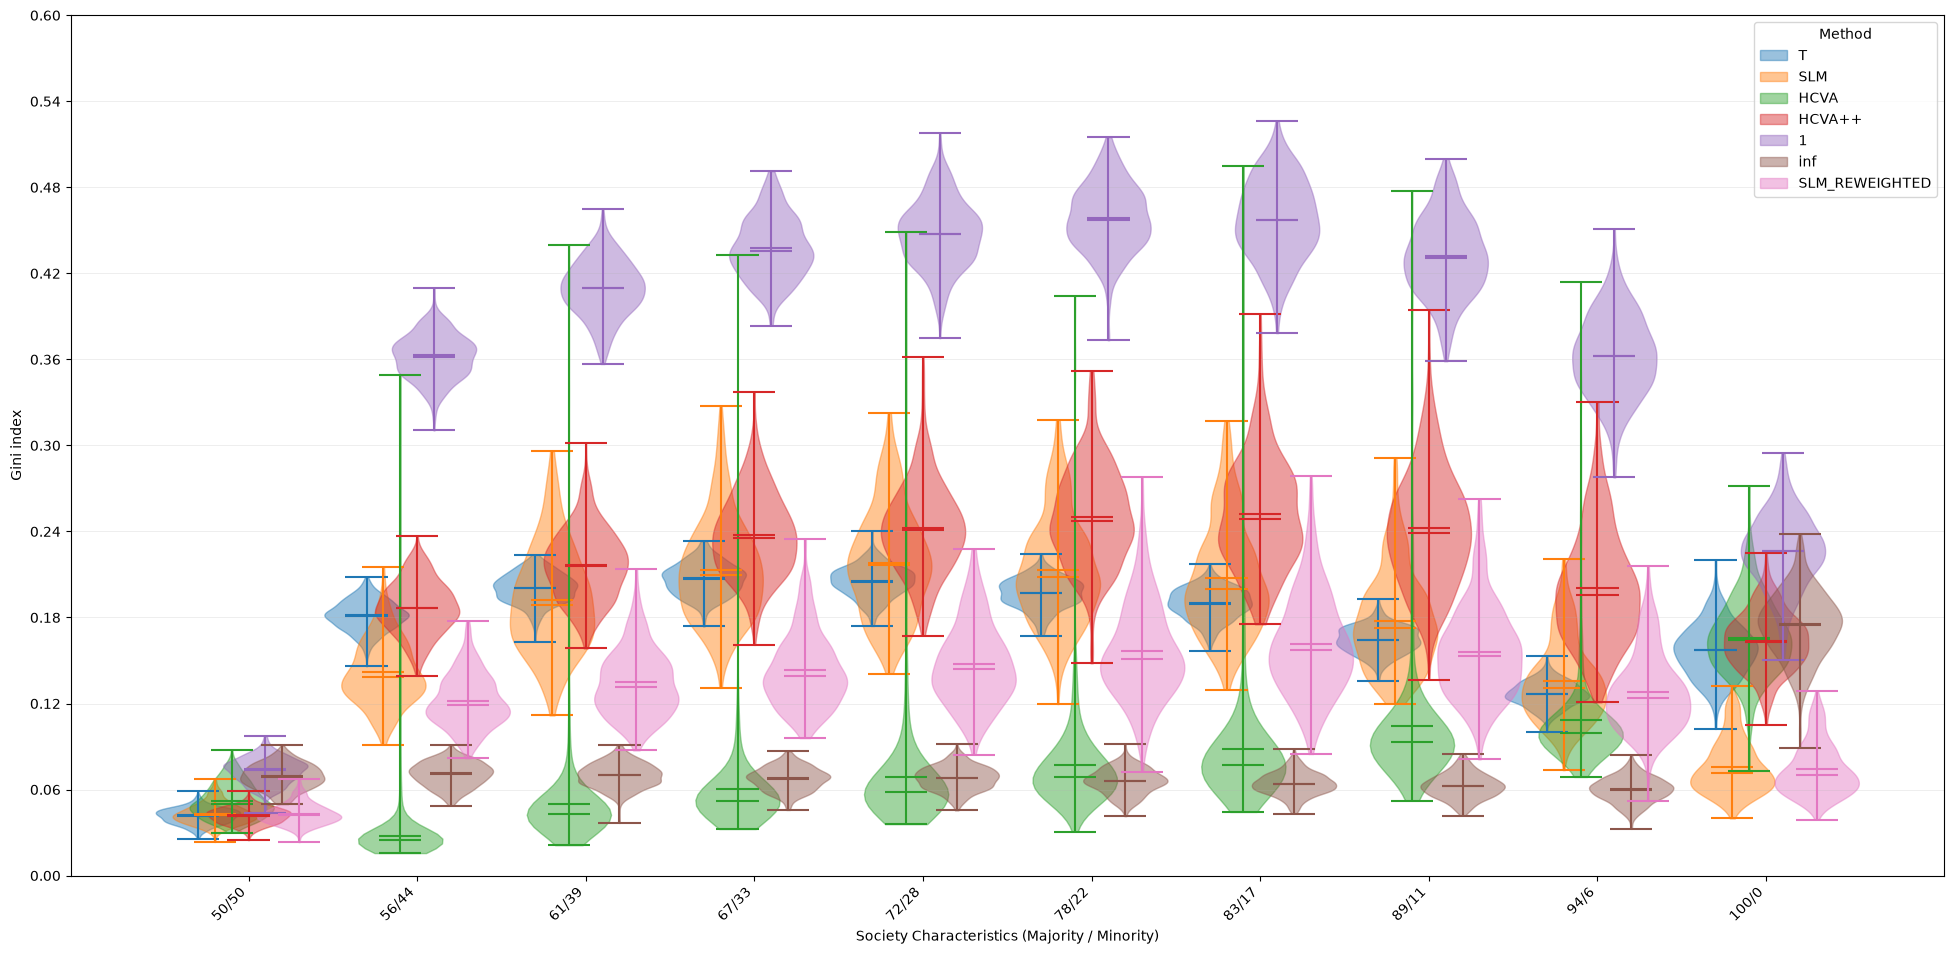 0.60
0.54
0.48
0.42
0.36
0.30
0.24
0.18
0.12
0.06
0.00
Gini index
Method
T
SLM
HCVA
HCVA++
1
inf
SLM_REWEIGHTED
50/50
56/44
61/39
67/33
72/28
78/22
83/17
89/11
94/6
100/0
Society Characteristics (Majority / Minority)